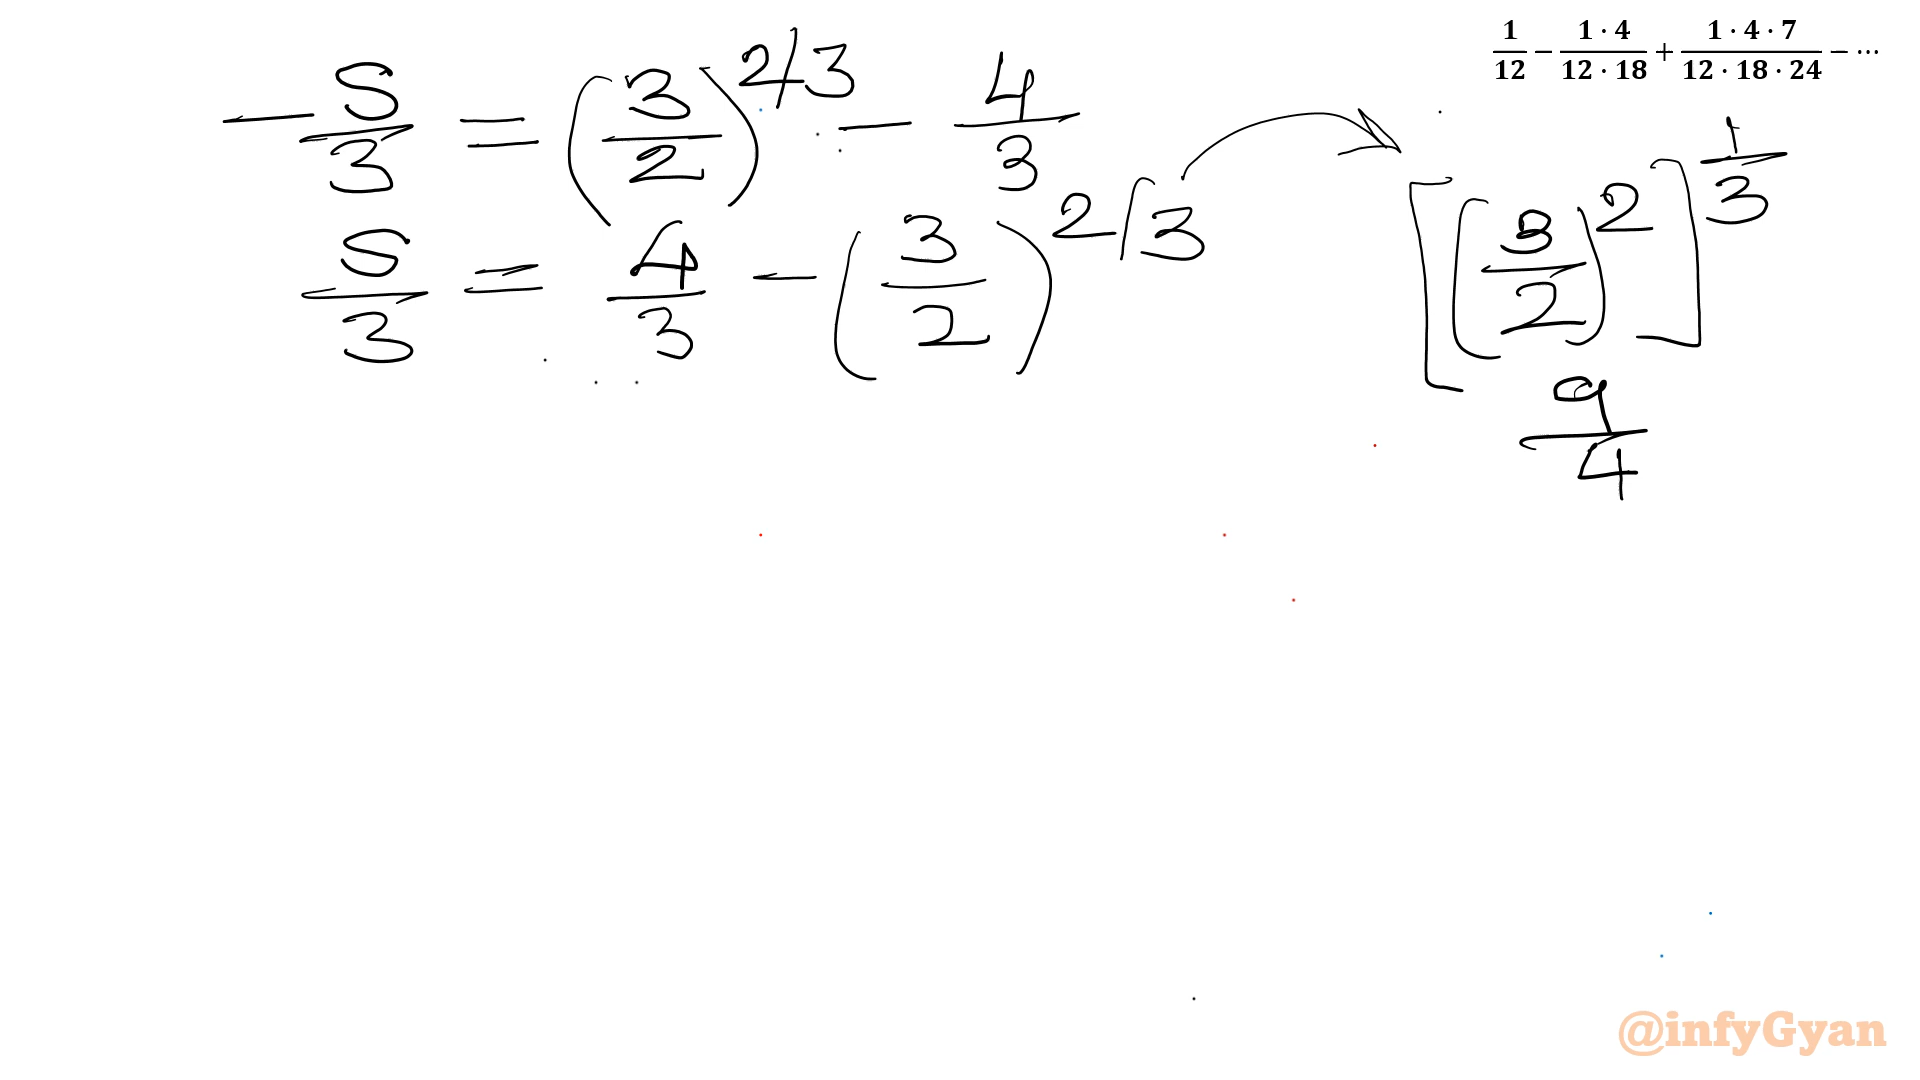 1/12 − 1 · 4/12 · 18 + 1 · 4 · 7/12 · 18 · 24 − ⋯
− S/3 = (3/2)^2/3 − 4/3
S/3 = 4/3 − (3/2)^2/3
[(3/2)^2]^1/3
9/4
@infyGyan